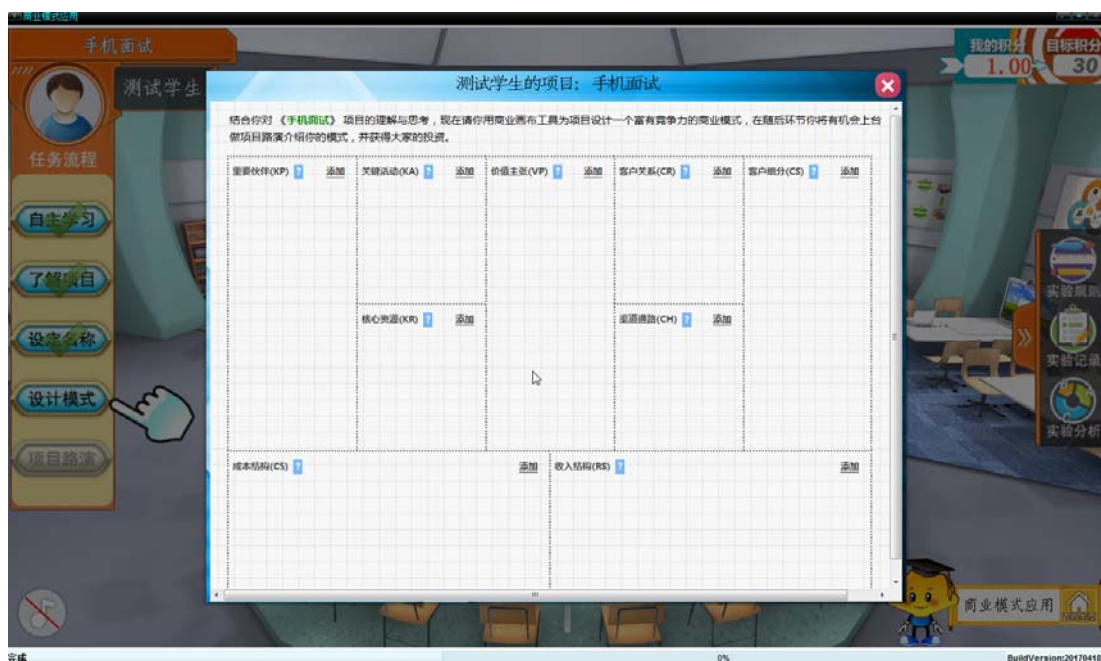 商业模式应用
手机面试
我的积分
目标积分
1.00
30
测试学生
测试学生的项目：手机面试
结合你对《手机面试》项目的理解与思考，现在请你用商业画布工具为项目设计一个富有竞争力的商业模式，在随后环节你将有机会上台
做项目路演介绍你的模式，并获得大家的投资。
任务流程
自主学习
了解项目
设定名称
设计模式
项目路演
重要伙伴(KP) ? 添加
关键活动(KA) ? 添加
价值主张(VP) ? 添加
客户关系(CR) ? 添加
客户细分(CS) ? 添加
核心资源(KR) ? 添加
渠道通路(CH) ? 添加
成本结构(CS) ? 添加
收入结构(RS) ? 添加
实验规则
实验记录
实验分析
商业模式应用
完成
0%
BuildVersion:20170418